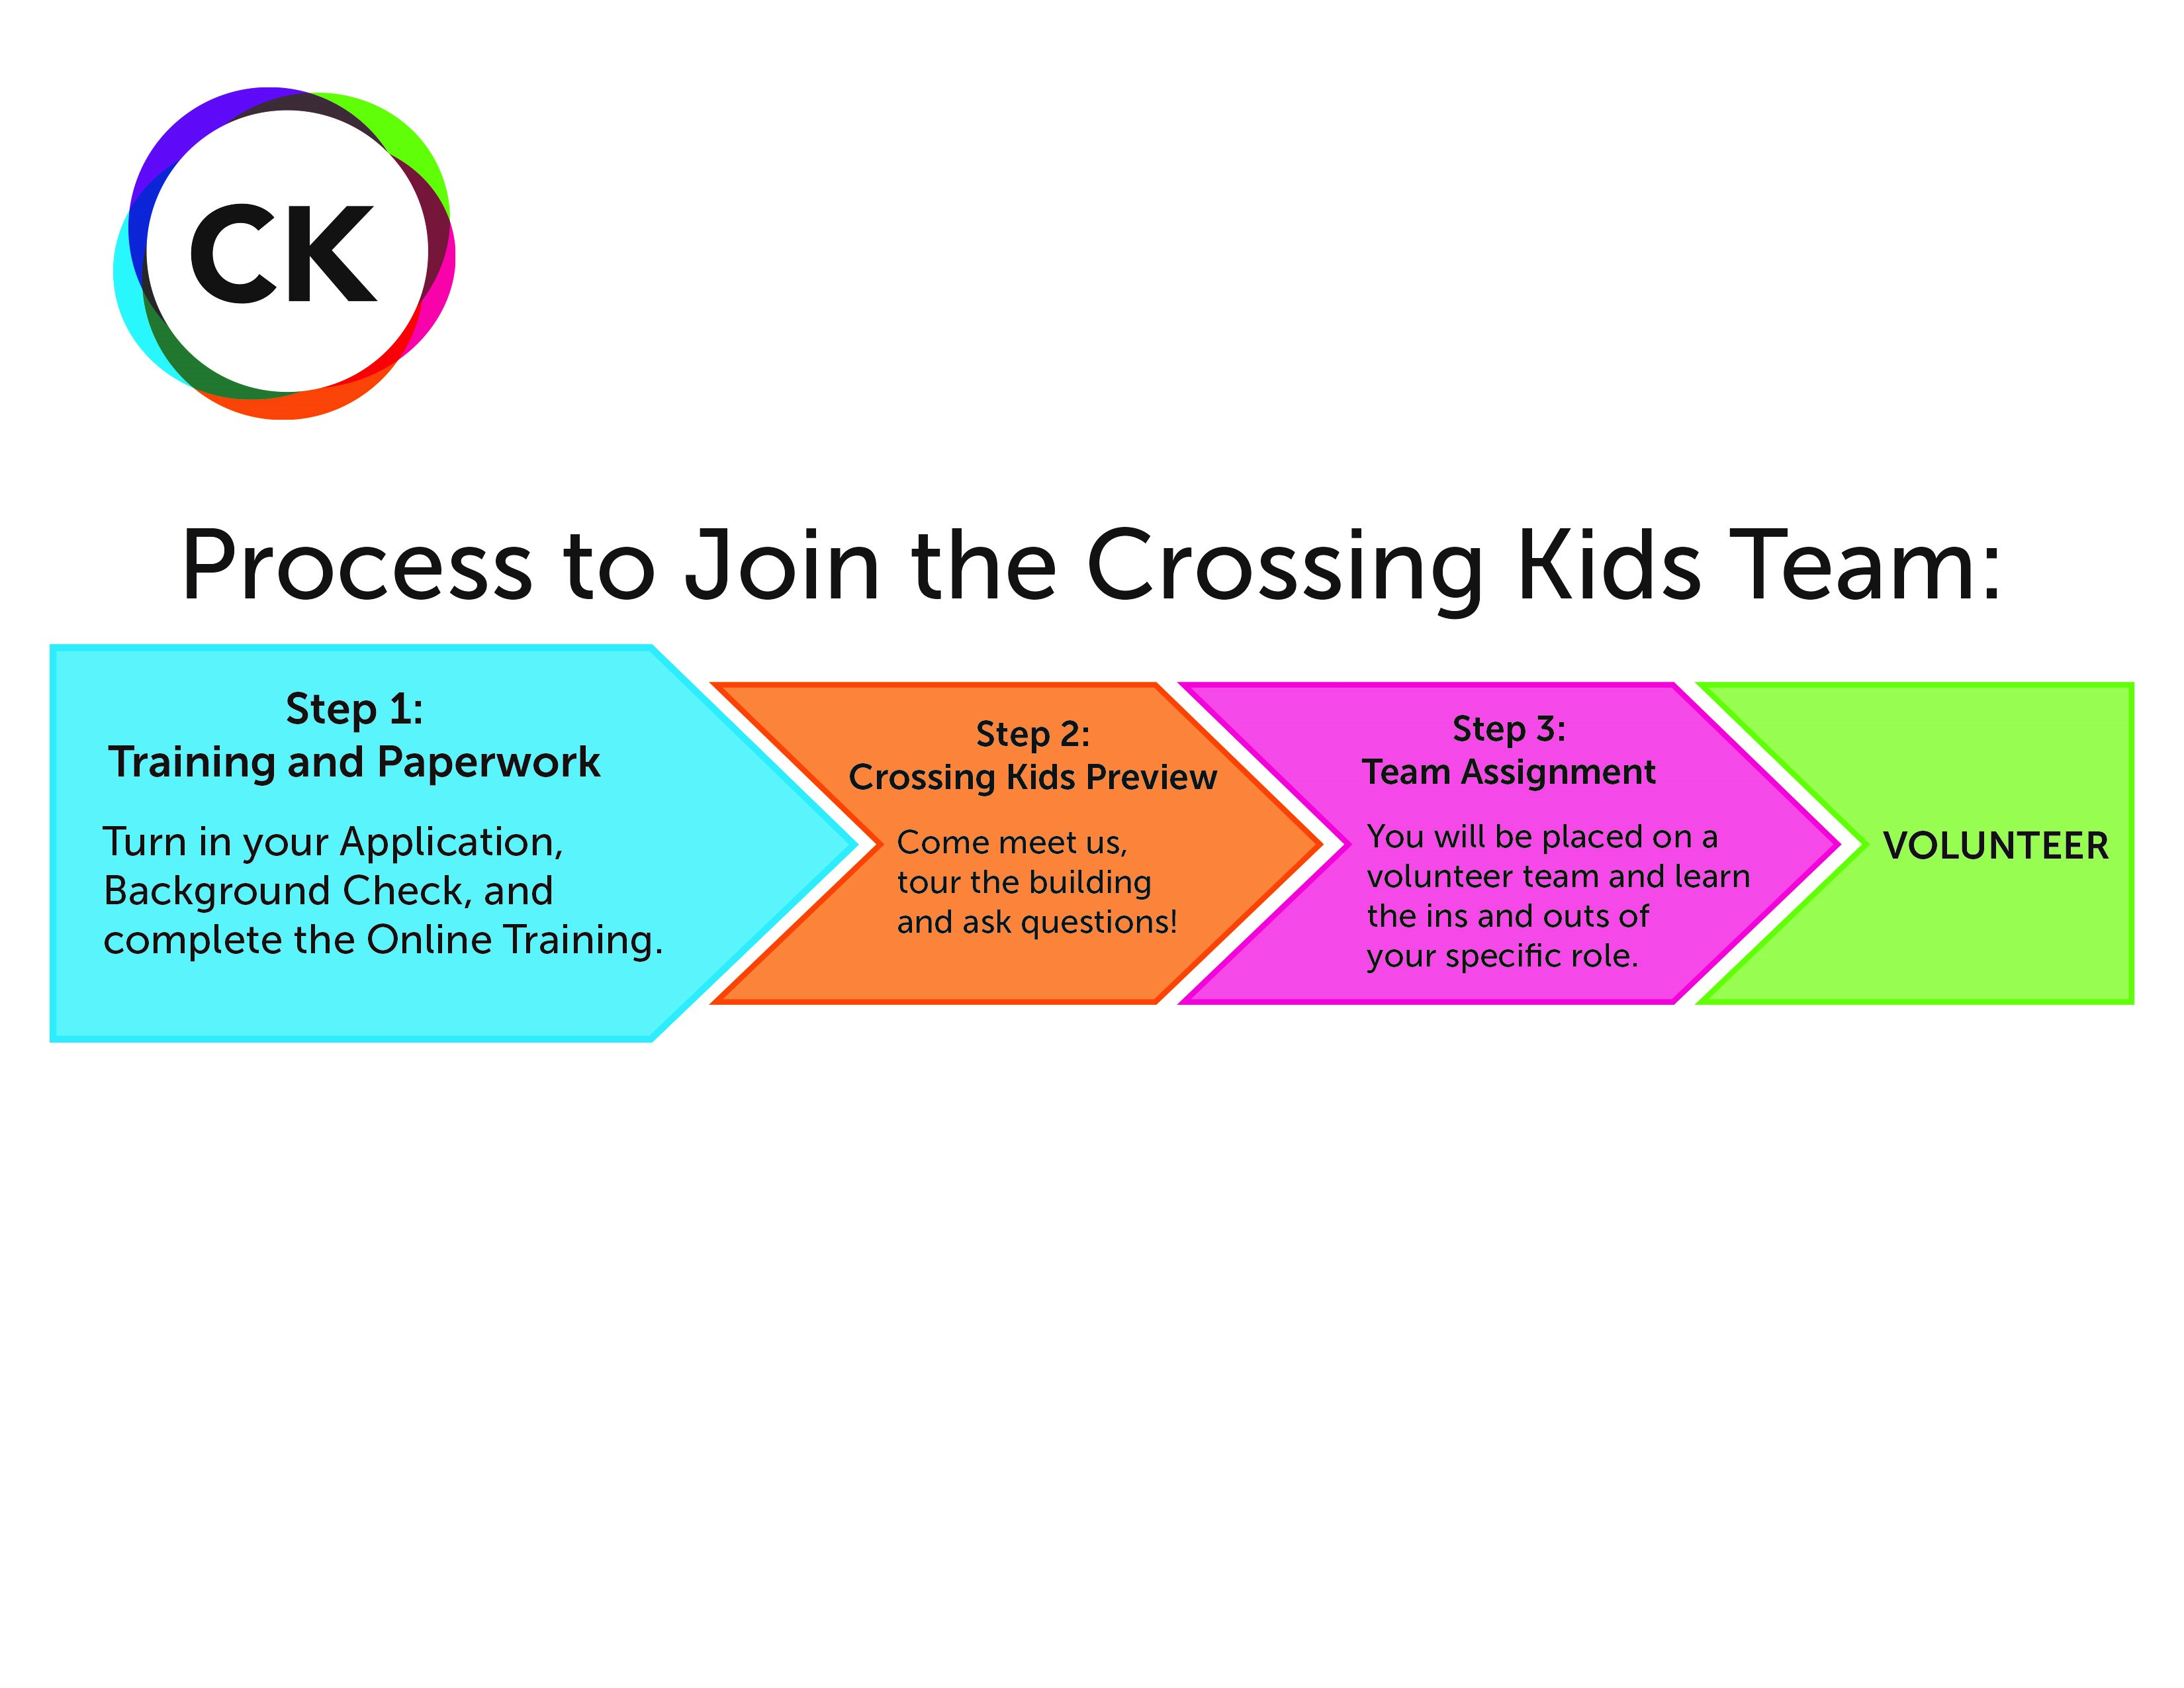 CK
Process to Join the Crossing Kids Team:
Step 1:
Training and Paperwork
Turn in your Application,
Background Check, and
complete the Online Training.
Step 2:
Crossing Kids Preview
Come meet us,
tour the building
and ask questions!
Step 3:
Team Assignment
You will be placed on a
volunteer team and learn
the ins and outs of
your specific role.
VOLUNTEER